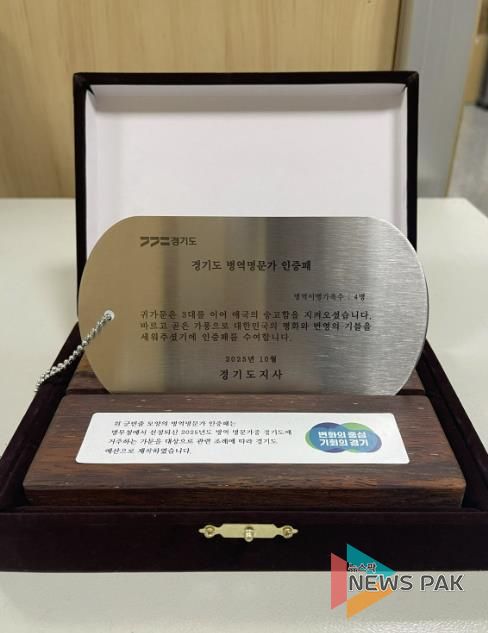 경기도
경기도 병역명문가 인증패
병역이행가족수 : 4명
귀가문은 3대를 이어 애국의 숭고함을 지켜오셨습니다.
바르고 곧은 가풍으로 대한민국의 평화와 번영의 기틀을
세워주셨기에 인증패를 수여합니다.
2025년 10월
경기도지사
위 군번줄 모양의 병역명문가 인증패는
병무청에서 선정되신 2025년도 병역 명문가중 경기도에
거주하는 가문을 대상으로 관련 조례에 따라 경기도
예산으로 제작하였습니다.
변화의 중심
기회의 경기
뉴스팍
NEWS PAK